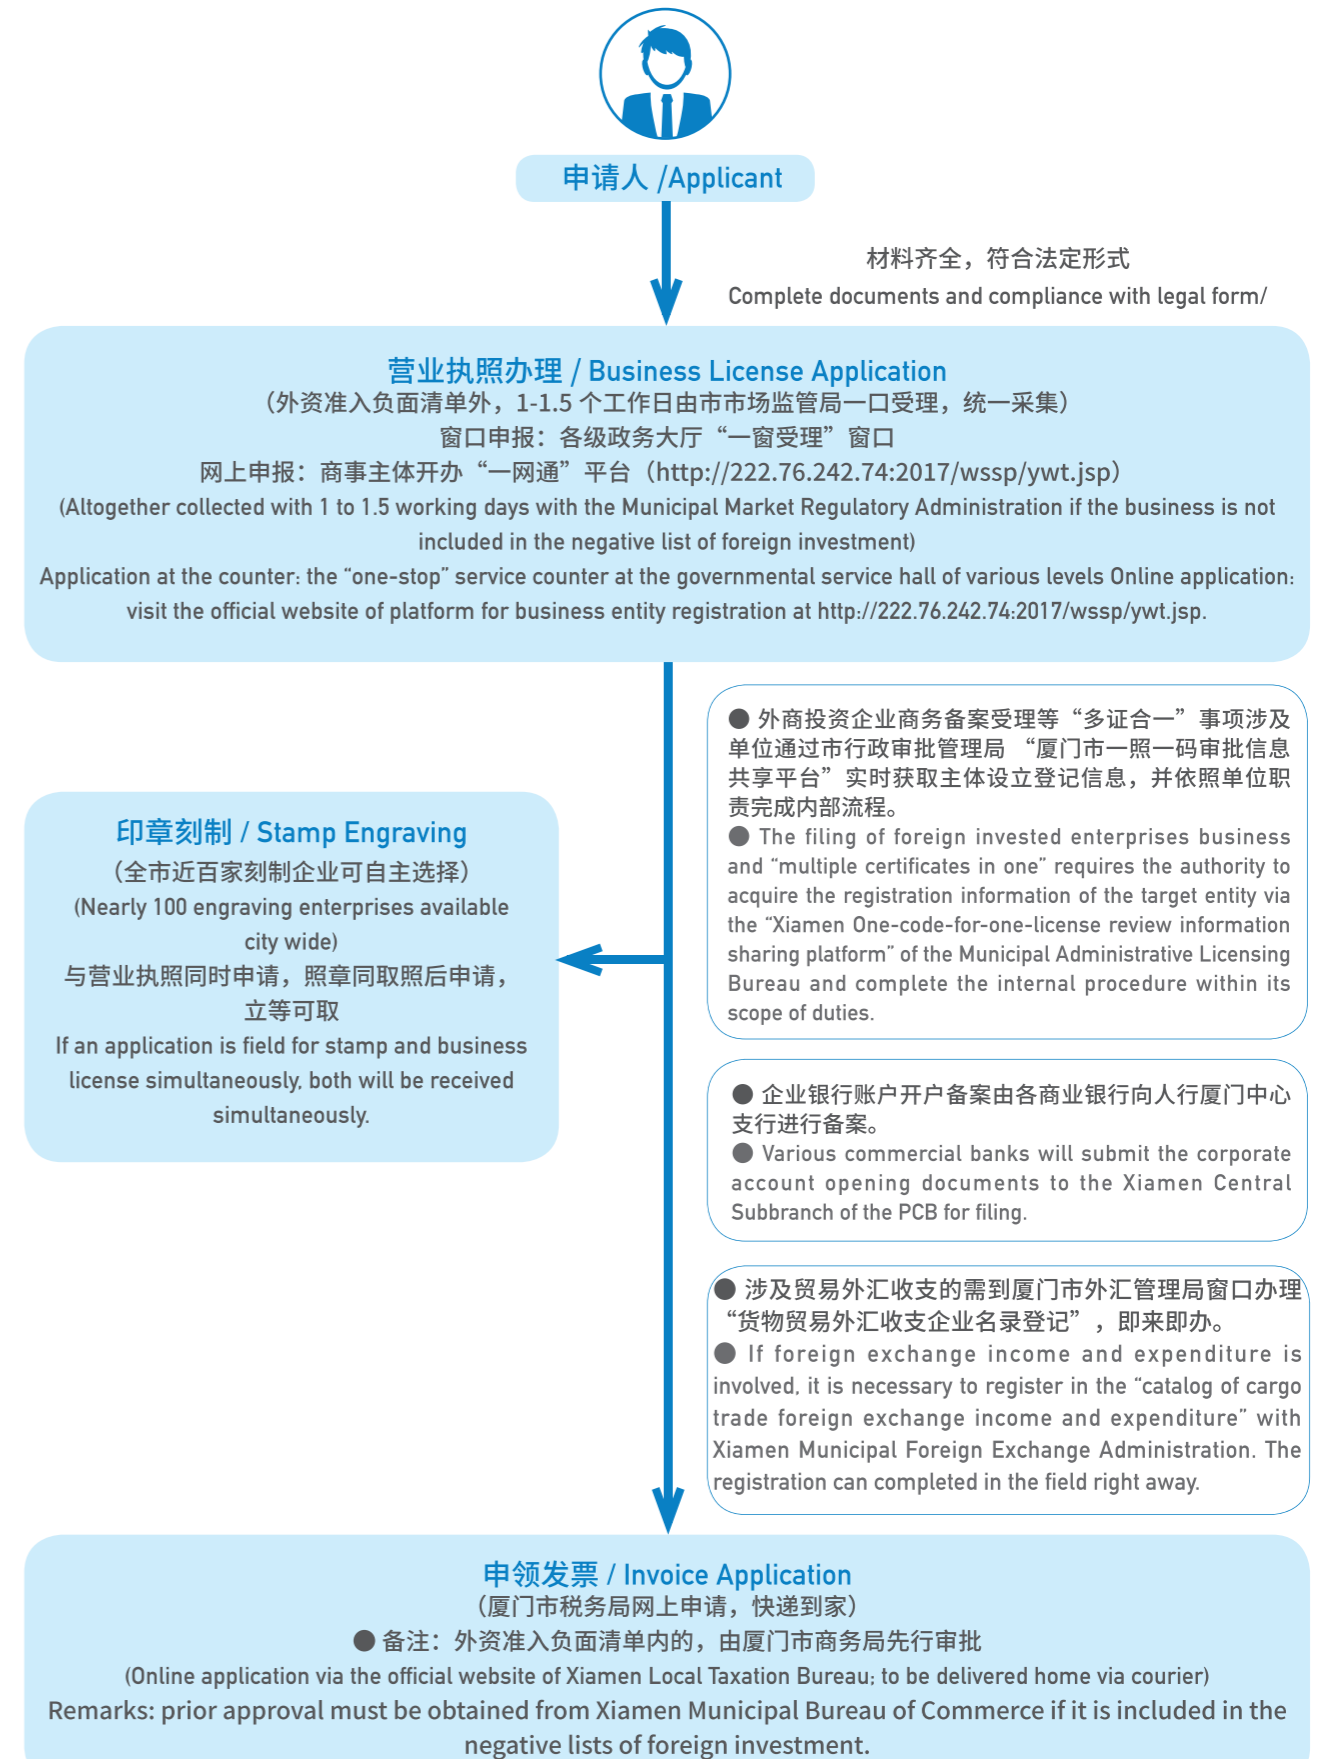 申请人 /Applicant
材料齐全，符合法定形式
Complete documents and compliance with legal form/
营业执照办理 / Business License Application
（外资准入负面清单外，1-1.5 个工作日由市市场监管局一口受理，统一采集）
窗口申报：各级政务大厅“一窗受理”窗口
网上申报：商事主体开办“一网通”平台（http://222.76.242.74:2017/wssp/ywt.jsp）
(Altogether collected with 1 to 1.5 working days with the Municipal Market Regulatory Administration if the business is not
included in the negative list of foreign investment)
Application at the counter: the “one-stop” service counter at the governmental service hall of various levels Online application:
visit the official website of platform for business entity registration at http://222.76.242.74:2017/wssp/ywt.jsp.
● 外商投资企业商务备案受理等“多证合一”事项涉及
单位通过市行政审批管理局 “厦门市一照一码审批信息
共享平台”实时获取主体设立登记信息，并依照单位职
责完成内部流程。
● The filing of foreign invested enterprises business
and “multiple certificates in one” requires the authority to
acquire the registration information of the target entity via
the “Xiamen One-code-for-one-license review information
sharing platform” of the Municipal Administrative Licensing
Bureau and complete the internal procedure within its
scope of duties.
印章刻制 / Stamp Engraving
（全市近百家刻制企业可自主选择）
(Nearly 100 engraving enterprises available
city wide)
与营业执照同时申请，照章同取照后申请，
立等可取
If an application is field for stamp and business
license simultaneously, both will be received
simultaneously.
● 企业银行账户开户备案由各商业银行向人行厦门中心
支行进行备案。
● Various commercial banks will submit the corporate
account opening documents to the Xiamen Central
Subbranch of the PCB for filing.
● 涉及贸易外汇收支的需到厦门市外汇管理局窗口办理
“货物贸易外汇收支企业名录登记”，即来即办。
● If foreign exchange income and expenditure is
involved, it is necessary to register in the “catalog of cargo
trade foreign exchange income and expenditure” with
Xiamen Municipal Foreign Exchange Administration. The
registration can completed in the field right away.
申领发票 / Invoice Application
（厦门市税务局网上申请，快递到家）
● 备注：外资准入负面清单内的，由厦门市商务局先行审批
(Online application via the official website of Xiamen Local Taxation Bureau; to be delivered home via courier)
Remarks: prior approval must be obtained from Xiamen Municipal Bureau of Commerce if it is included in the
negative lists of foreign investment.